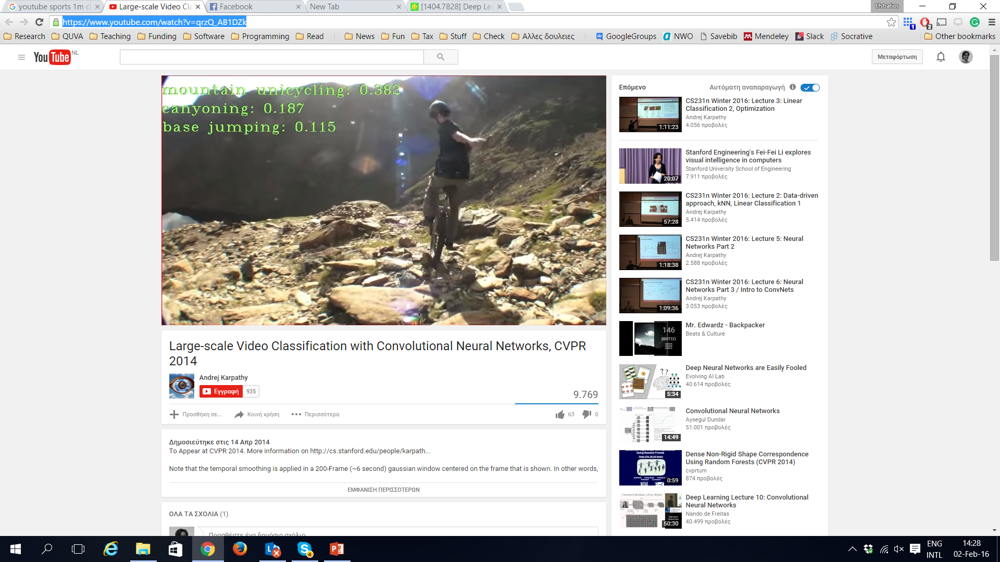 youtube sports 1m c
Large-scale Video Cla
Facebook
New Tab
[1404.7828] Deep Lea
Efstratios
https://www.youtube.com/watch?v=qrzQ_AB1DZk
1
2
Research
QUVA
Teaching
Funding
Software
Programming
Read
News
Fun
Tax
Stuff
Check
Αλλες δουλειες
GoogleGroups
NWO
Savebib
Mendeley
Slack
Socrative
Other bookmarks
YouTube NL
Μεταφόρτωση
mountain unicycling: 0.382
canyoning: 0.187
base jumping: 0.115
Large-scale Video Classification with Convolutional Neural Networks, CVPR
2014
Andrej Karpathy
Εγγραφή 935
9.769
Προσθήκη σε...
Κοινή χρήση
Περισσότερα
63
0
Δημοσιεύτηκε στις 14 Απρ 2014
To Appear at CVPR 2014. More information on http://cs.stanford.edu/people/karpath...
Note that the temporal smoothing is applied in a 200-Frame (~6 second) gaussian window centered on the frame that is shown. In other words,
ΕΜΦΑΝΙΣΗ ΠΕΡΙΣΣΟΤΕΡΩΝ
ΟΛΑ ΤΑ ΣΧΟΛΙΑ (1)
Προσθέστε ένα δημόσιο σχόλιο
Επόμενο
Αυτόματη αναπαραγωγή
1:11:23
CS231n Winter 2016: Lecture 3: Linear
Classification 2, Optimization
Andrej Karpathy
4.056 προβολές
20:07
Stanford Engineering's Fei-Fei Li explores
visual intelligence in computers
Stanford University School of Engineering
7.911 προβολές
57:28
CS231n Winter 2016: Lecture 2: Data-driven
approach, kNN, Linear Classification 1
Andrej Karpathy
5.414 προβολές
1:18:38
CS231n Winter 2016: Lecture 5: Neural
Networks Part 2
Andrej Karpathy
2.588 προβολές
1:09:36
CS231n Winter 2016: Lecture 6: Neural
Networks Part 3 / Intro to ConvNets
Andrej Karpathy
3.053 προβολές
146
ΒΙΝΤΕΟ
Mr. Edwardz - Backpacker
Beats & Culture
? ?
5:34
Deep Neural Networks are Easily Fooled
Evolving AI Lab
40.614 προβολές
14:49
Convolutional Neural Networks
Aysegul Dundar
51.001 προβολές
Using Random Forests
0:59
Dense Non-Rigid Shape Correspondence
Using Random Forests (CVPR 2014)
cvprtum
874 προβολές
50:30
Deep Learning Lecture 10: Convolutional
Neural Networks
Nando de Freitas
40.499 προβολές
4
ENG
INTL
14:28
02-Feb-16